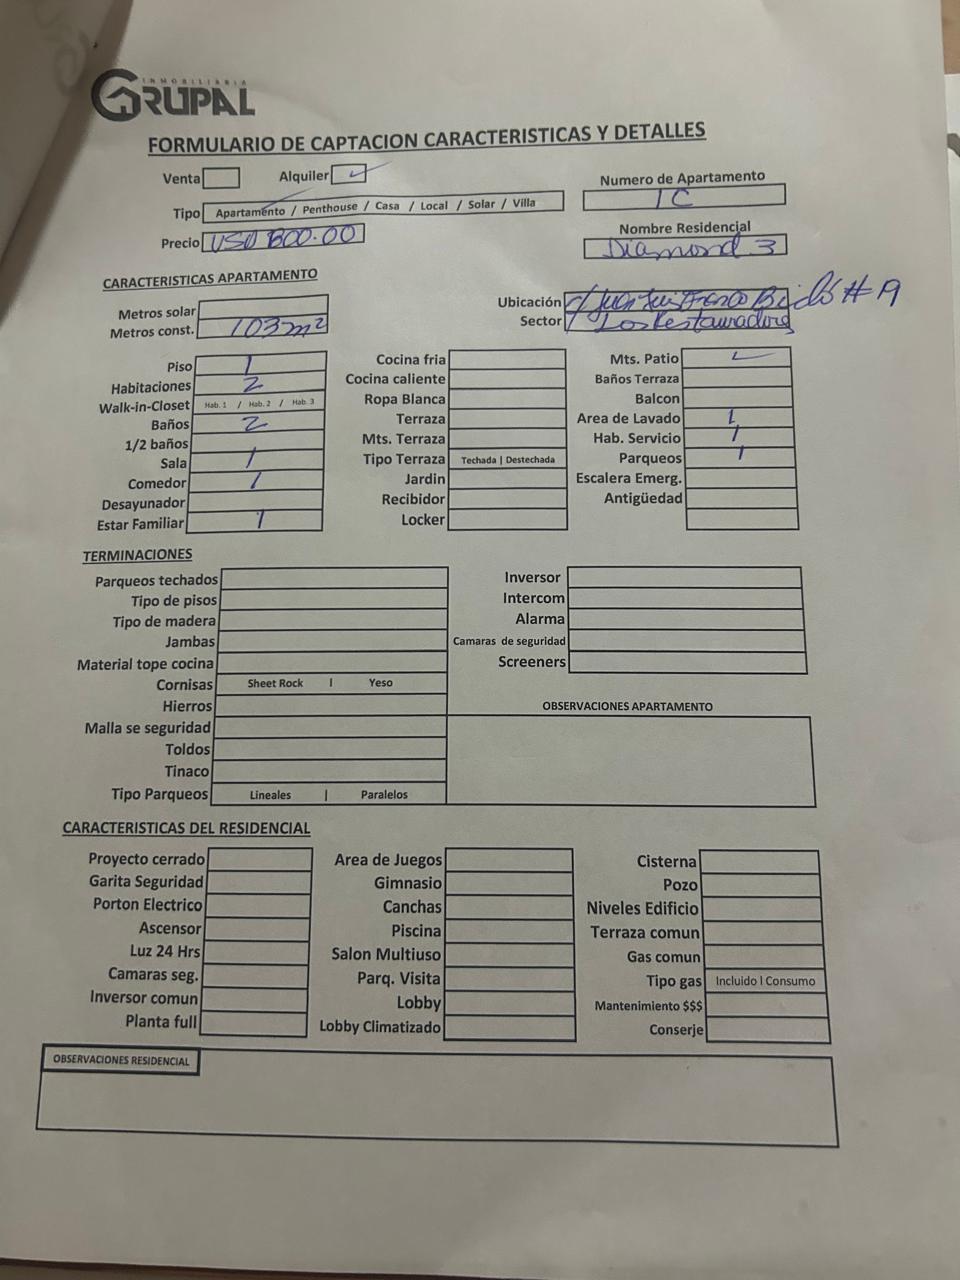 INMOBILIARIA
GRUPAL
FORMULARIO DE CAPTACION CARACTERISTICAS Y DETALLES
Venta
Alquiler ✓
Numero de Apartamento
1C
Tipo Apartamento / Penthouse / Casa / Local / Solar / Villa
Nombre Residencial
Precio USD
Diamond 3
CARACTERISTICAS APARTAMENTO
Metros solar
Metros const. 103m²
Ubicación
Sector Los Restauradores
Piso 1
Habitaciones 2
Walk-in-Closet Hab. 1 / Hab. 2 / Hab. 3
Baños 2
1/2 baños
Sala 1
Comedor 1
Desayunador
Estar Familiar 1
Cocina fria
Cocina caliente
Ropa Blanca
Terraza
Mts. Terraza
Tipo Terraza Techada | Destechada
Jardin
Recibidor
Locker
Mts. Patio ✓
Baños Terraza
Balcon
Area de Lavado 1
Hab. Servicio 1
Parqueos 1
Escalera Emerg.
Antigüedad
TERMINACIONES
Parqueos techados
Tipo de pisos
Tipo de madera
Jambas
Material tope cocina
Cornisas Sheet Rock | Yeso
Hierros
Malla se seguridad
Toldos
Tinaco
Tipo Parqueos Lineales | Paralelos
Inversor
Intercom
Alarma
Camaras de seguridad
Screeners
OBSERVACIONES APARTAMENTO
CARACTERISTICAS DEL RESIDENCIAL
Proyecto cerrado
Garita Seguridad
Porton Electrico
Ascensor
Luz 24 Hrs
Camaras seg.
Inversor comun
Planta full
Area de Juegos
Gimnasio
Canchas
Piscina
Salon Multiuso
Parq. Visita
Lobby
Lobby Climatizado
Cisterna
Pozo
Niveles Edificio
Terraza comun
Gas comun
Tipo gas Incluido | Consumo
Mantenimiento $$$
Conserje
OBSERVACIONES RESIDENCIAL